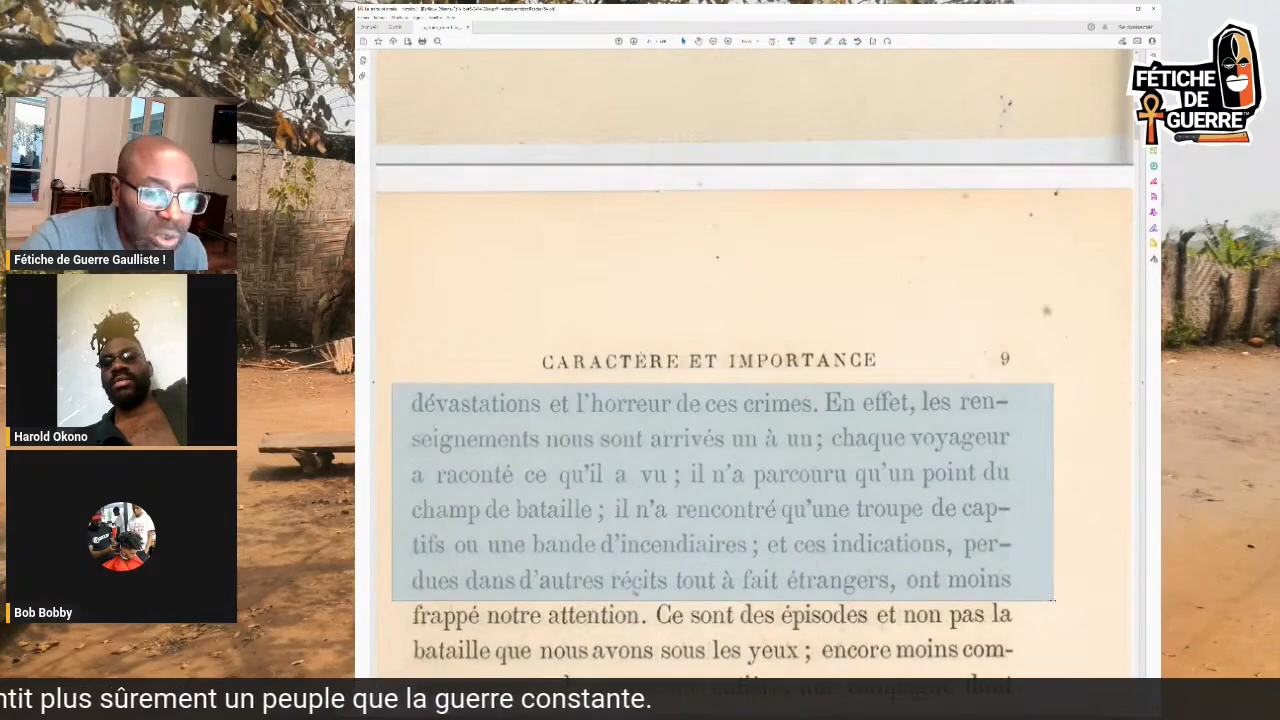 Accueil
Outils
Se connecter
FÉTICHE
DE
GUERRE
Fétiche de Guerre Gaulliste !
Harold Okono
Bob Bobby
CARACTÈRE ET IMPORTANCE 9
dévastations et l'horreur de ces crimes. En effet, les ren-
seignements nous sont arrivés un à un; chaque voyageur
a raconté ce qu'il a vu ; il n'a parcouru qu'un point du
champ de bataille ; il n'a rencontré qu'une troupe de cap-
tifs ou une bande d'incendiaires ; et ces indications, per-
dues dans d'autres récits tout à fait étrangers, ont moins
frappé notre attention. Ce sont des épisodes et non pas la
bataille que nous avons sous les yeux ; encore moins com-
ntit plus sûrement un peuple que la guerre constante.